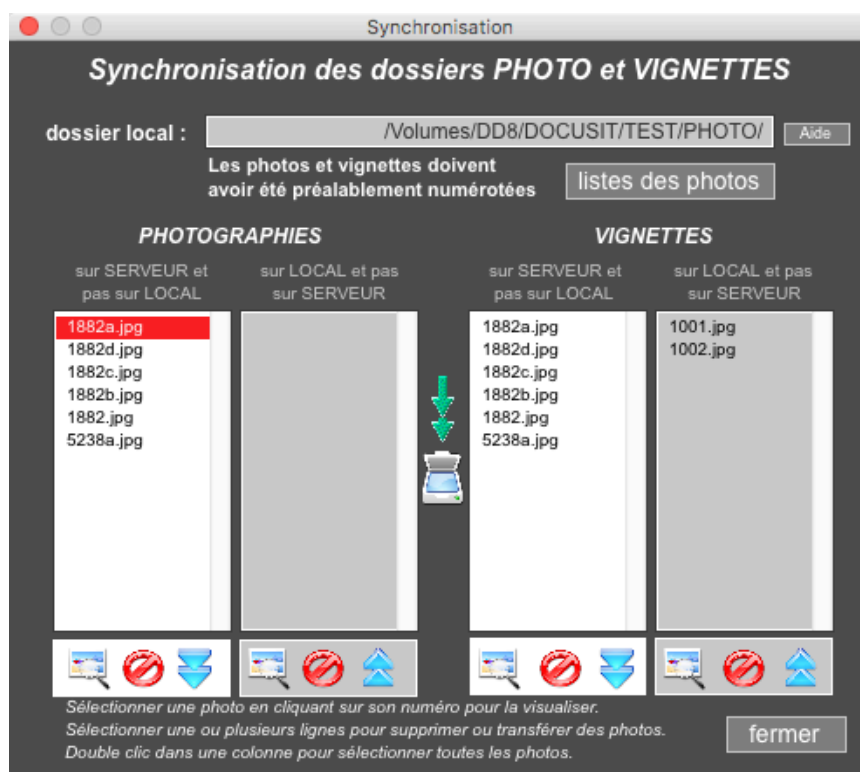 Synchronisation
Synchronisation des dossiers PHOTO et VIGNETTES
dossier local : /Volumes/DD8/DOCUSIT/TEST/PHOTO/ Aide
Les photos et vignettes doivent
avoir été préalablement numérotées
listes des photos
PHOTOGRAPHIES
sur SERVEUR et
pas sur LOCAL
sur LOCAL et pas
sur SERVEUR
1882a.jpg
1882d.jpg
1882c.jpg
1882b.jpg
1882.jpg
5238a.jpg
VIGNETTES
sur SERVEUR et
pas sur LOCAL
sur LOCAL et pas
sur SERVEUR
1882a.jpg
1882d.jpg
1882c.jpg
1882b.jpg
1882.jpg
5238a.jpg
1001.jpg
1002.jpg
Sélectionner une photo en cliquant sur son numéro pour la visualiser.
Sélectionner une ou plusieurs lignes pour supprimer ou transférer des photos.
Double clic dans une colonne pour sélectionner toutes les photos.
fermer